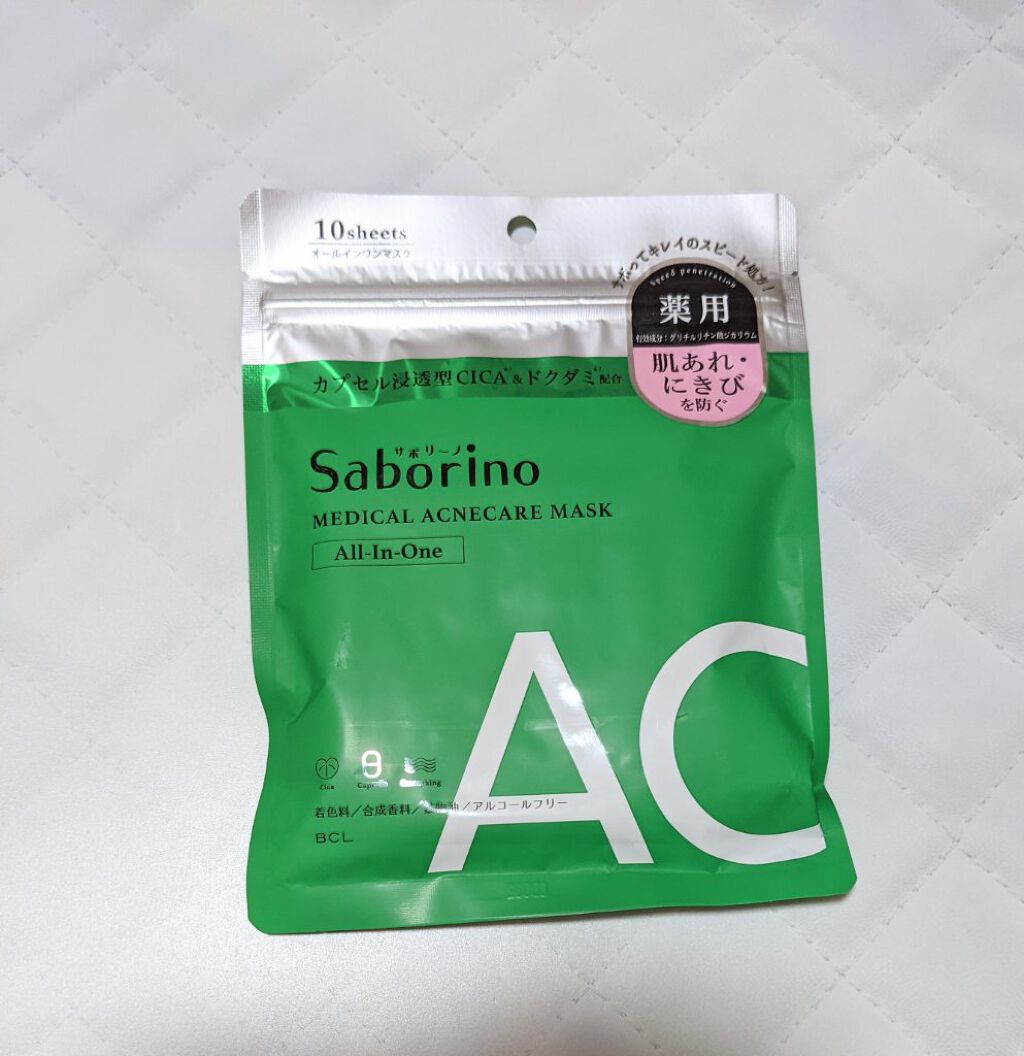 10sheets
オールインワンマスク
サボってキレイのスピード処方！
Speed penetration
薬用
有効成分：グリチルリチン酸ジカリウム
肌あれ・
にきび
を防ぐ
カプセル浸透型CICA&ドクダミ配合
サボリーノ
Saborino
MEDICAL ACNECARE MASK
All-In-One
AC
Cica
着色料／合成香料／鉱物油／アルコールフリー
BCL